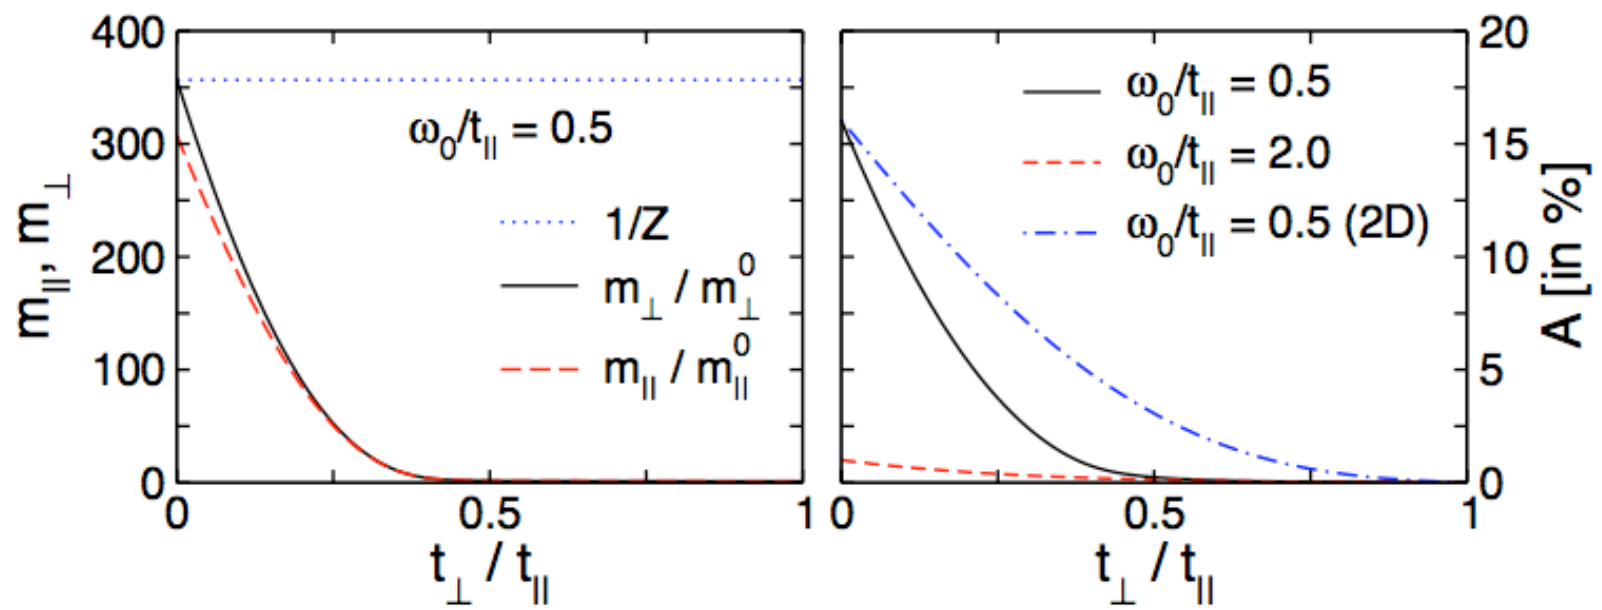 400
300
200
100
0
m||, m⊥
ω₀/t|| = 0.5
1/Z
m⊥ / m⊥⁰
m|| / m||⁰
0
0.5
1
t⊥ / t||
ω₀/t|| = 0.5
ω₀/t|| = 2.0
ω₀/t|| = 0.5 (2D)
20
15
10
5
0
A [in %]
0
0.5
1
t⊥ / t||